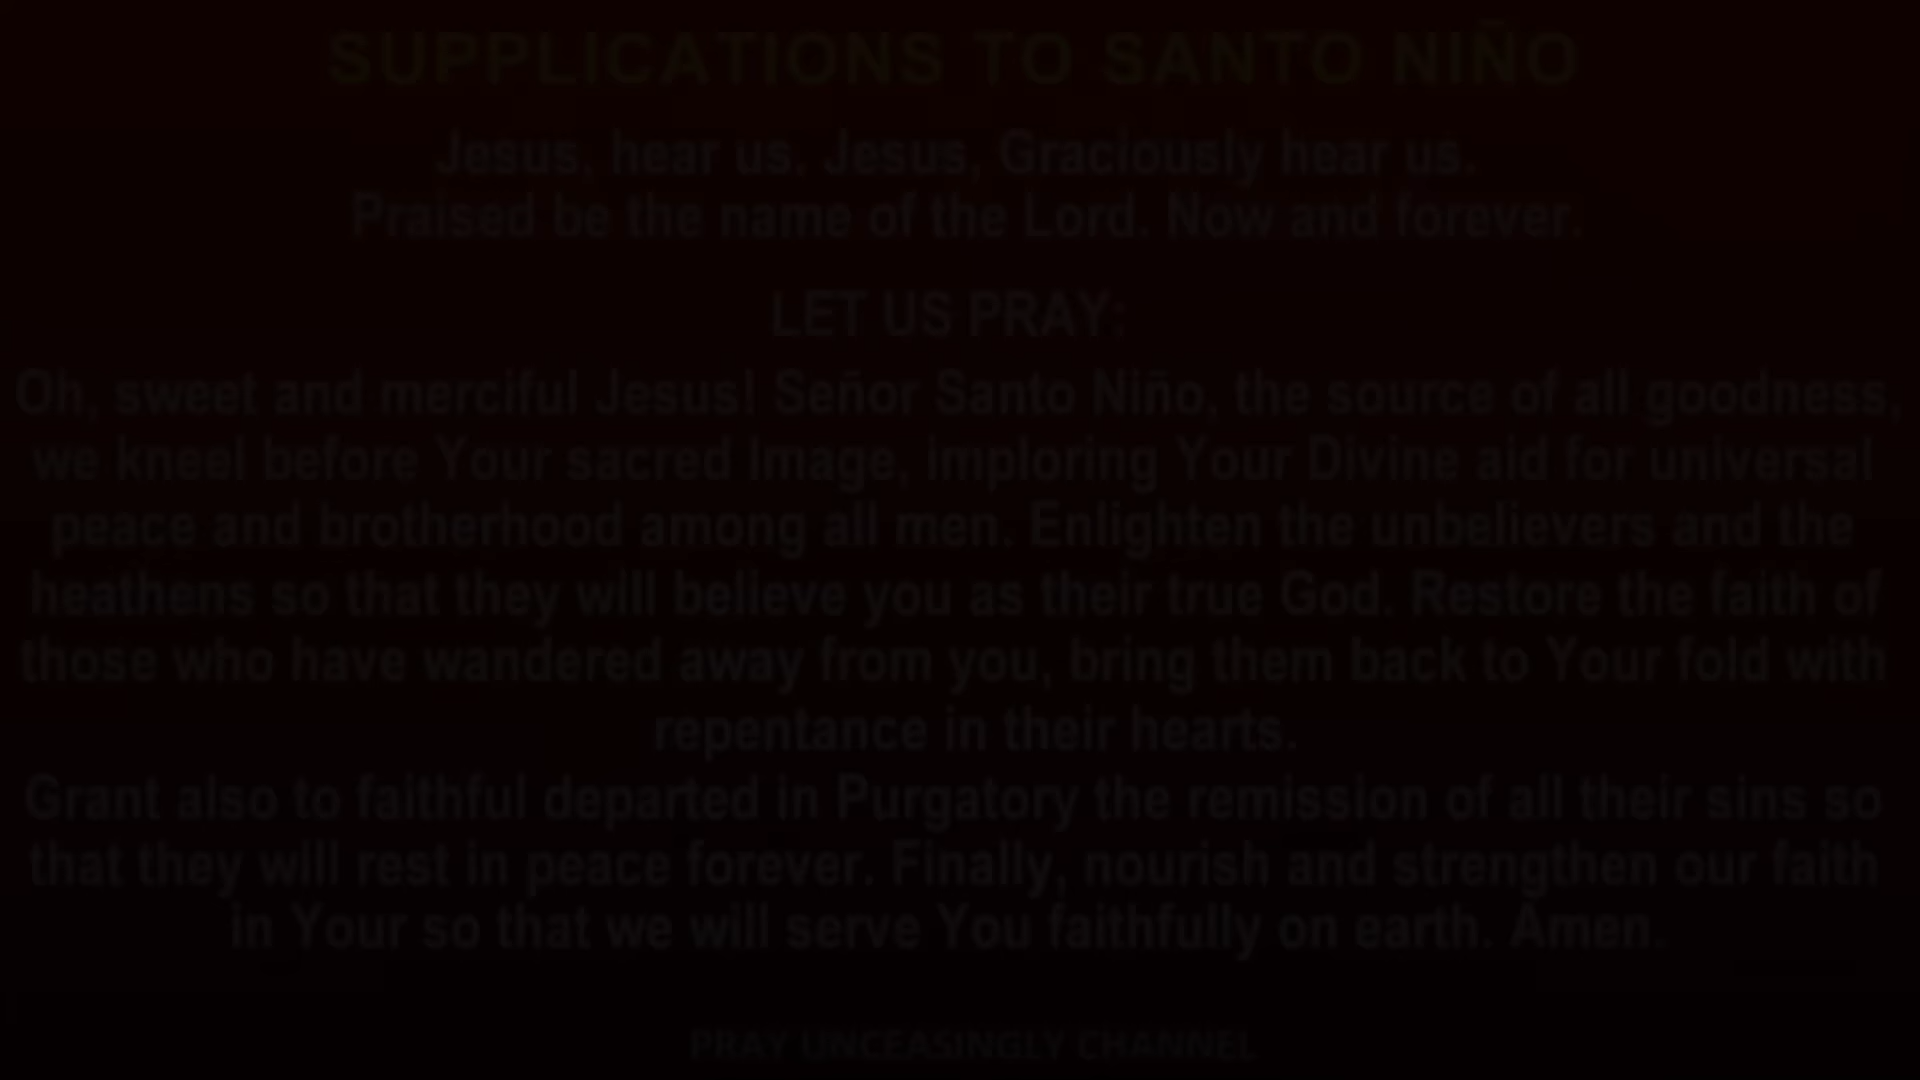 SUPPLICATIONS TO SANTO NIÑO
Jesus, hear us. Jesus, Graciously hear us.
Praised be the name of the Lord. Now and forever.
LET US PRAY:
Oh, sweet and merciful Jesus! Señor Santo Niño, the source of all goodness,
we kneel before Your sacred Image, imploring Your Divine aid for universal
peace and brotherhood among all men. Enlighten the unbelievers and the
heathens so that they will believe you as their true God. Restore the faith of
those who have wandered away from you, bring them back to Your fold with
repentance in their hearts.
Grant also to faithful departed in Purgatory the remission of all their sins so
that they will rest in peace forever. Finally, nourish and strengthen our faith
in Your so that we will serve You faithfully on earth. Amen.
PRAY UNCEASINGLY CHANNEL